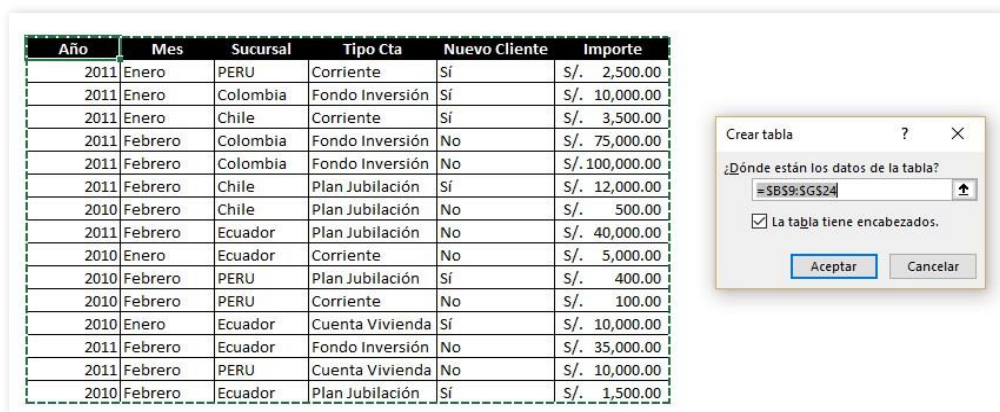 Año Mes Sucursal Tipo Cta Nuevo Cliente Importe
2011 Enero PERU Corriente Sí S/. 2,500.00
2011 Enero Colombia Fondo Inversión Sí S/. 10,000.00
2011 Enero Chile Corriente Sí S/. 3,500.00
2011 Febrero Colombia Fondo Inversión No S/. 75,000.00
2011 Febrero Colombia Fondo Inversión No S/. 100,000.00
2011 Febrero Chile Plan Jubilación Sí S/. 12,000.00
2010 Febrero Chile Plan Jubilación No S/. 500.00
2011 Febrero Ecuador Plan Jubilación No S/. 40,000.00
2010 Enero Ecuador Corriente No S/. 5,000.00
2010 Febrero PERU Plan Jubilación Sí S/. 400.00
2010 Febrero PERU Corriente No S/. 100.00
2010 Enero Ecuador Cuenta Vivienda Sí S/. 10,000.00
2011 Febrero Ecuador Fondo Inversión No S/. 35,000.00
2011 Febrero PERU Cuenta Vivienda No S/. 10,000.00
2010 Febrero Ecuador Plan Jubilación Sí S/. 1,500.00
Crear tabla ?
¿Dónde están los datos de la tabla?
=$B$9:$G$24
La tabla tiene encabezados.
Aceptar Cancelar